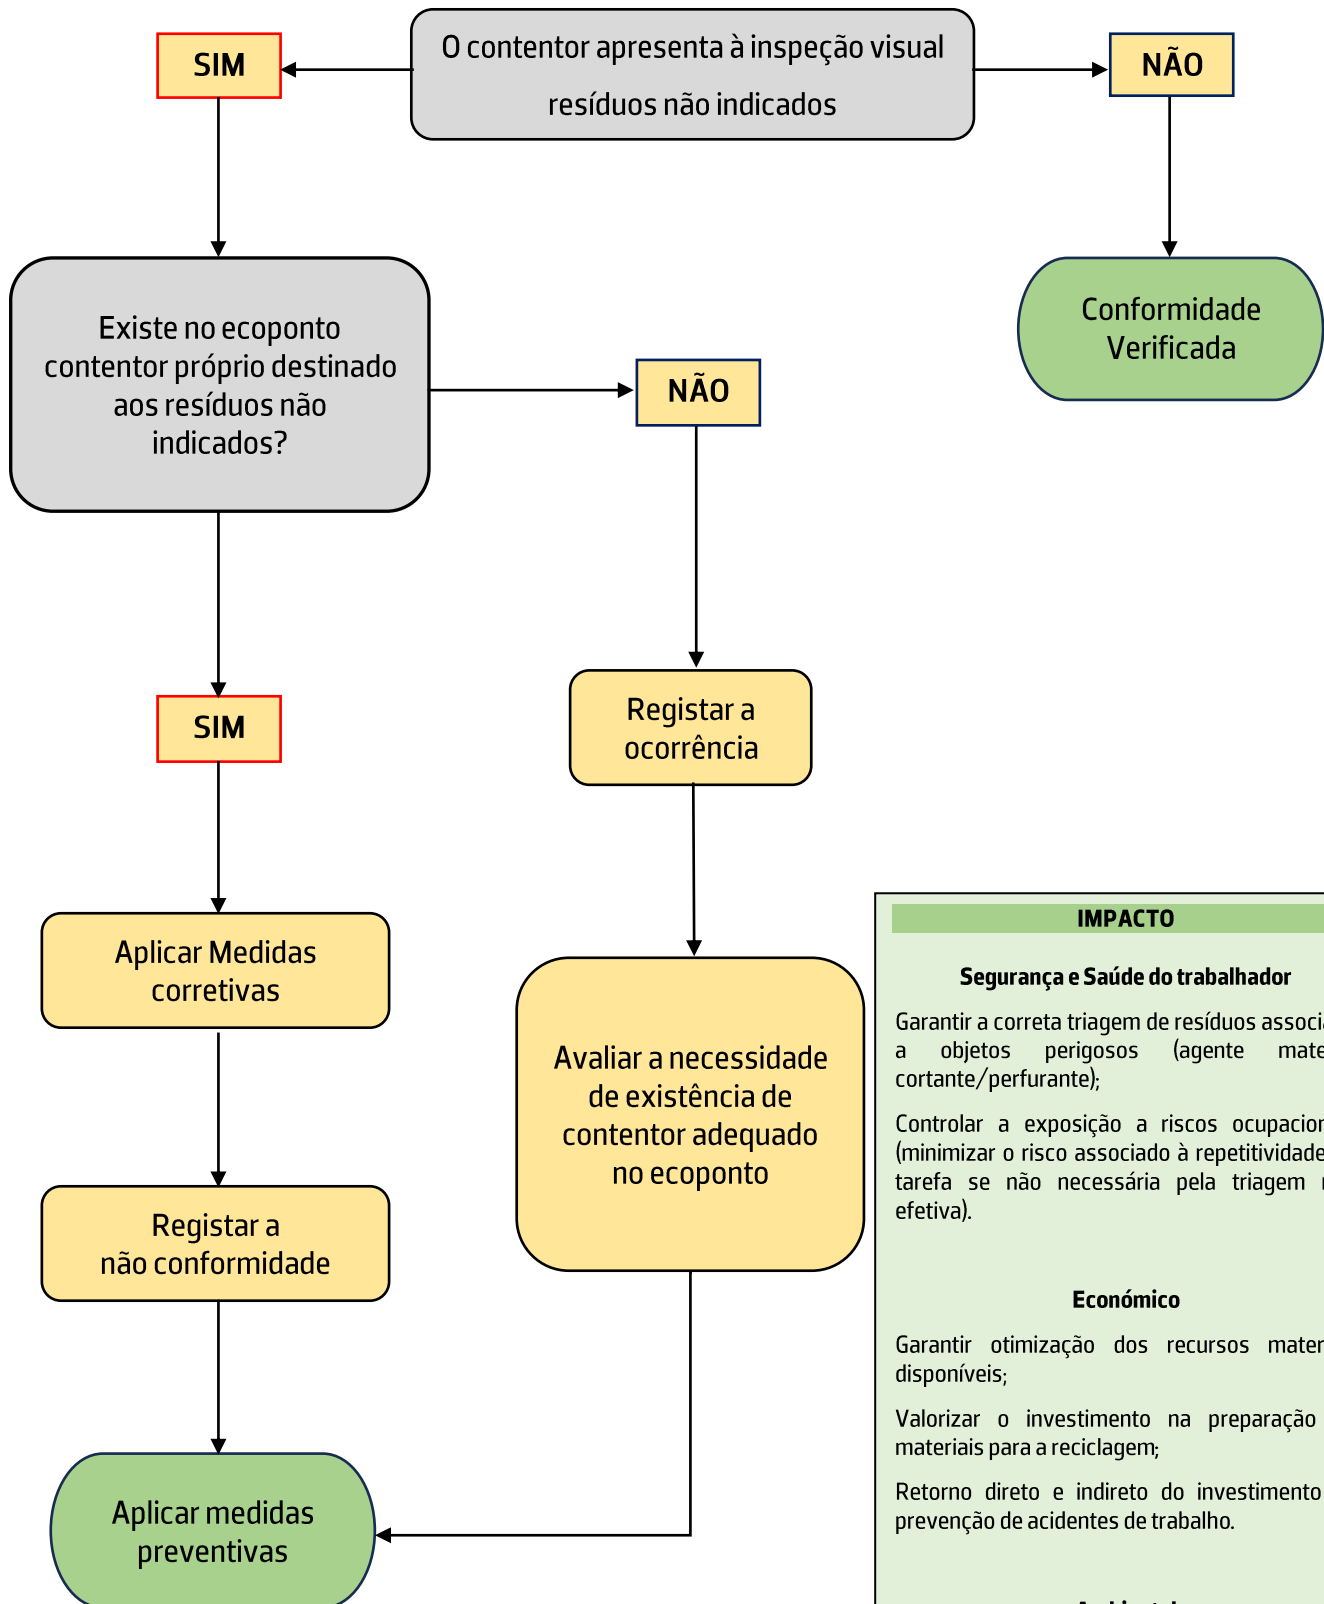 O contentor apresenta à inspeção visual
resíduos não indicados
SIM
NÃO
Existe no ecoponto
contentor próprio destinado
aos resíduos não
indicados?
NÃO
Conformidade
Verificada
SIM
Registar a
ocorrência
Aplicar Medidas
corretivas
Avaliar a necessidade
de existência de
contentor adequado
no ecoponto
Registar a
não conformidade
Aplicar medidas
preventivas
IMPACTO
Segurança e Saúde do trabalhador
Garantir a correta triagem de resíduos
a objetos perigosos (agente
cortante/perfurante);
Controlar a exposição a riscos
(minimizar o risco associado à repetitividade
tarefa se não necessária pela triagem
efetiva).
Económico
Garantir otimização dos recursos
disponíveis;
Valorizar o investimento na preparação
materiais para a reciclagem;
Retorno direto e indireto do investimento
prevenção de acidentes de trabalho.